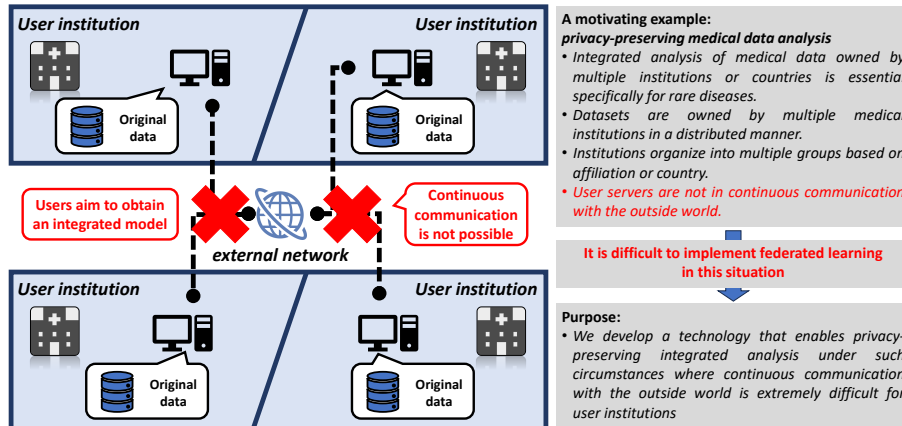 User institution
User institution
Original
data
Original
data
Users aim to obtain
an integrated model
Continuous
communication
is not possible
external network
User institution
User institution
Original
data
Original
data
A motivating example:
privacy-preserving medical data analysis
• Integrated analysis of medical data owned by
multiple institutions or countries is essential
specifically for rare diseases.
• Datasets are owned by multiple medical
institutions in a distributed manner.
• Institutions organize into multiple groups based on
affiliation or country.
• User servers are not in continuous communication
with the outside world.
It is difficult to implement federated learning
in this situation
Purpose:
• We develop a technology that enables privacy-
preserving integrated analysis under such
circumstances where continuous communication
with the outside world is extremely difficult for
user institutions